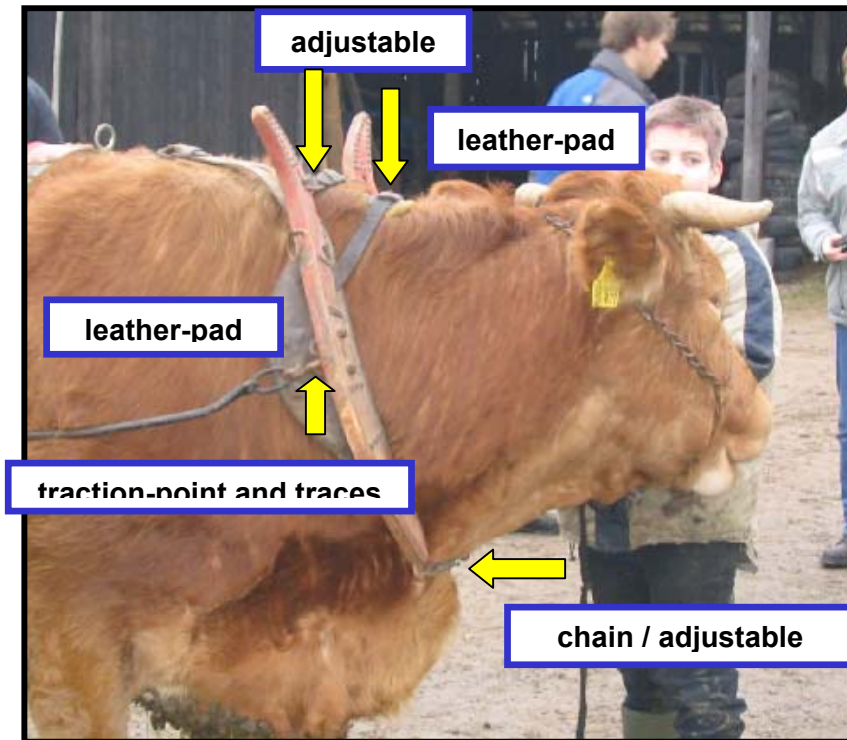 adjustable
leather-pad
leather-pad
traction-point and traces
chain / adjustable